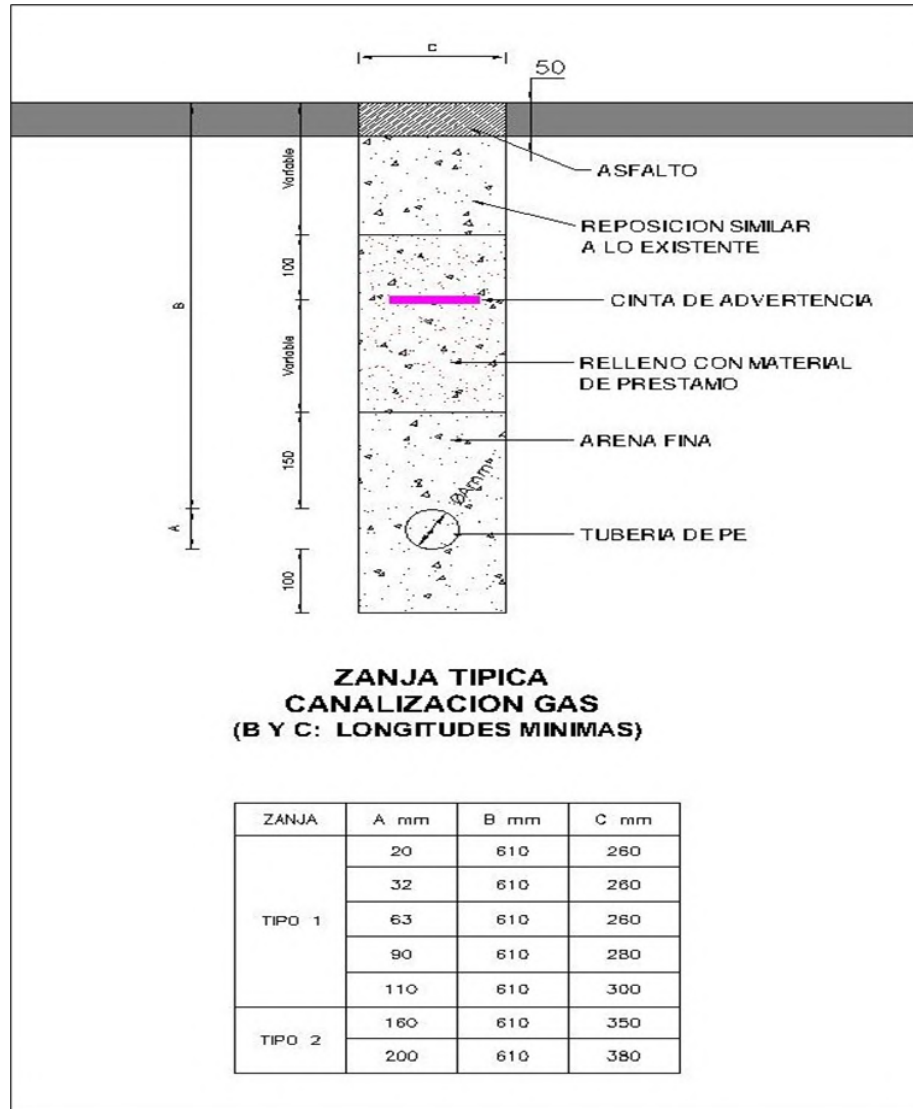 C
50
Variable
ASFALTO
REPOSICION SIMILAR
A LO EXISTENTE
100
B
CINTA DE ADVERTENCIA
Variable
RELLENO CON MATERIAL
DE PRESTAMO
ARENA FINA
150
ØAmm
A
TUBERIA DE PE
100
ZANJA TIPICA
CANALIZACION GAS
(B Y C: LONGITUDES MINIMAS)
ZANJA A mm B mm C mm
20 610 260
32 610 260
TIPO 1 63 610 260
90 610 280
110 610 300
TIPO 2 160 610 350
200 610 380